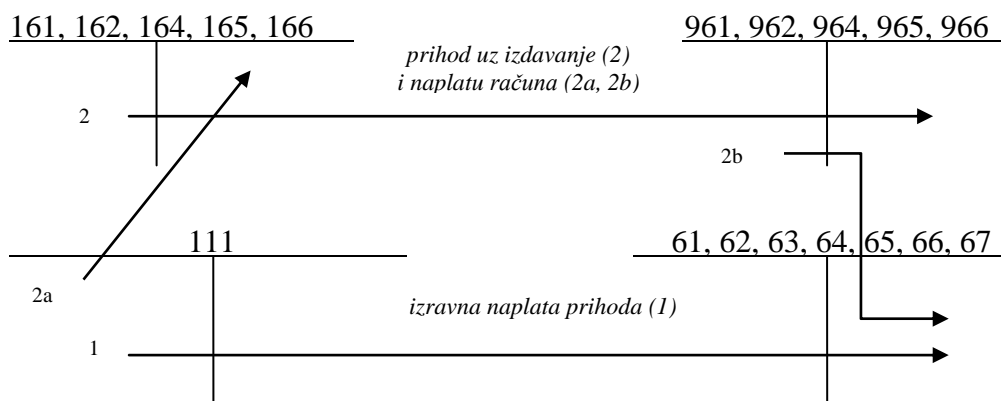 161, 162, 164, 165, 166
961, 962, 964, 965, 966
prihod uz izdavanje (2)
i naplatu računa (2a, 2b)
2
2b
111
61, 62, 63, 64, 65, 66, 67
2a
izravna naplata prihoda (1)
1